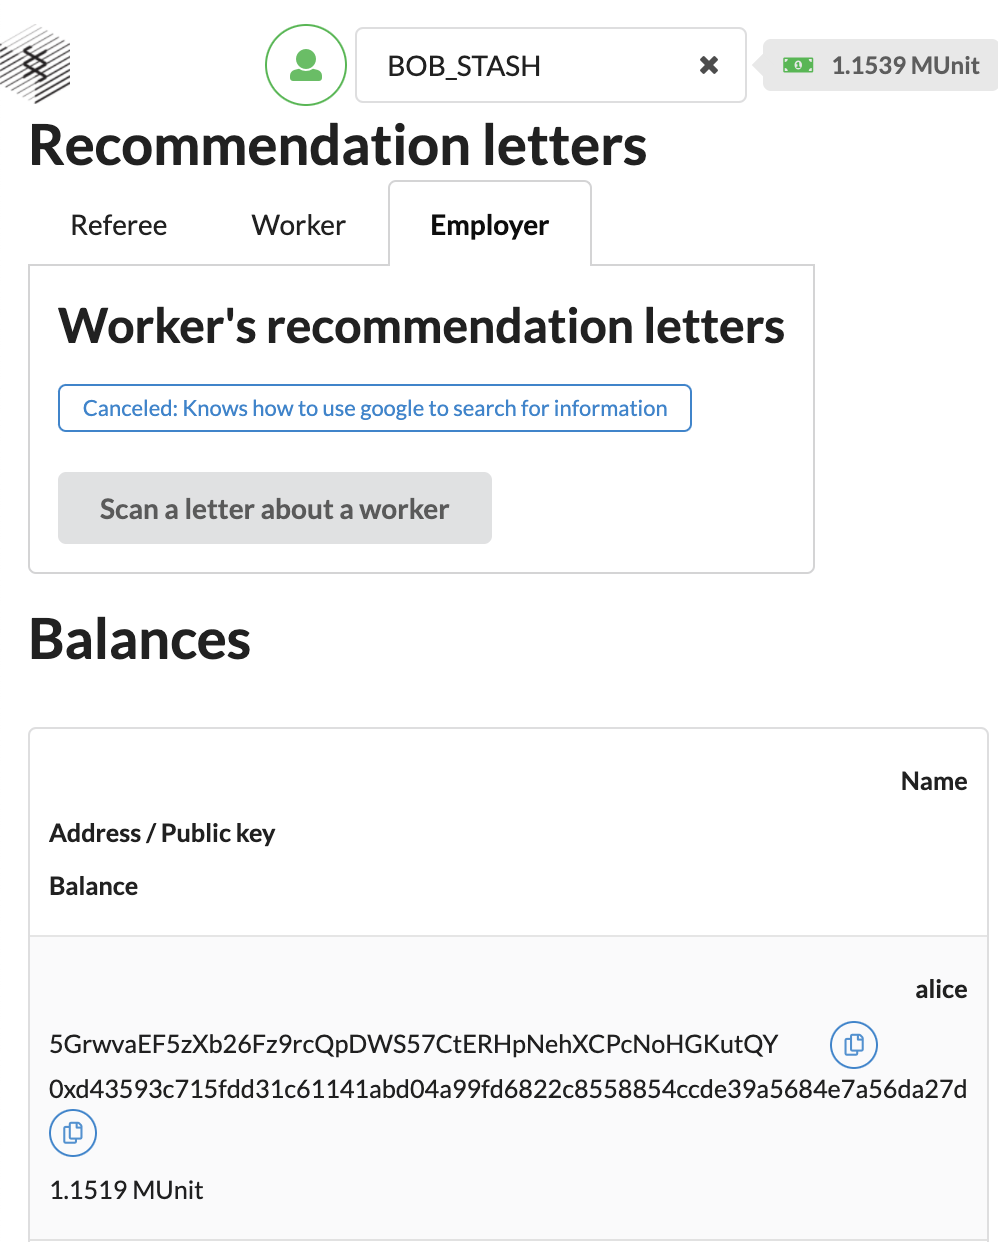 BOB_STASH
1.1539 MUnit
Recommendation letters
Referee
Worker
Employer
Worker's recommendation letters
Canceled: Knows how to use google to search for information
Scan a letter about a worker
Balances
Name
Address / Public key
Balance
alice
5GrwvaEF5zXb26Fz9rcQpDWS57CtERHpNehXCPcNoHGKutQY
0xd43593c715fdd31c61141abd04a99fd6822c8558854ccde39a5684e7a56da27d
1.1519 MUnit